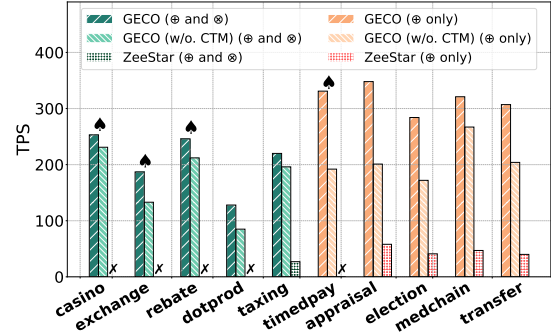 GECO (⊕ and ⊗)
GECO (w/o. CTM) (⊕ and ⊗)
ZeeStar (⊕ and ⊗)
GECO (⊕ only)
GECO (w/o. CTM) (⊕ only)
ZeeStar (⊕ only)
TPS
400
300
200
100
0
♠ ♠ ♠ ♠
✗ ✗ ✗ ✗ ✗
casino
exchange
rebate
dotprod
taxing
timedpay
appraisal
election
medchain
transfer